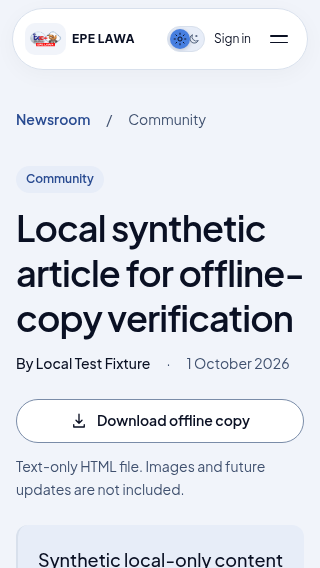 EPE LAWA
Sign in
Newsroom / Community
Community
Local synthetic
article for offline-
copy verification
By Local Test Fixture · 1 October 2026
Download offline copy
Text-only HTML file. Images and future
updates are not included.
Synthetic local-only content